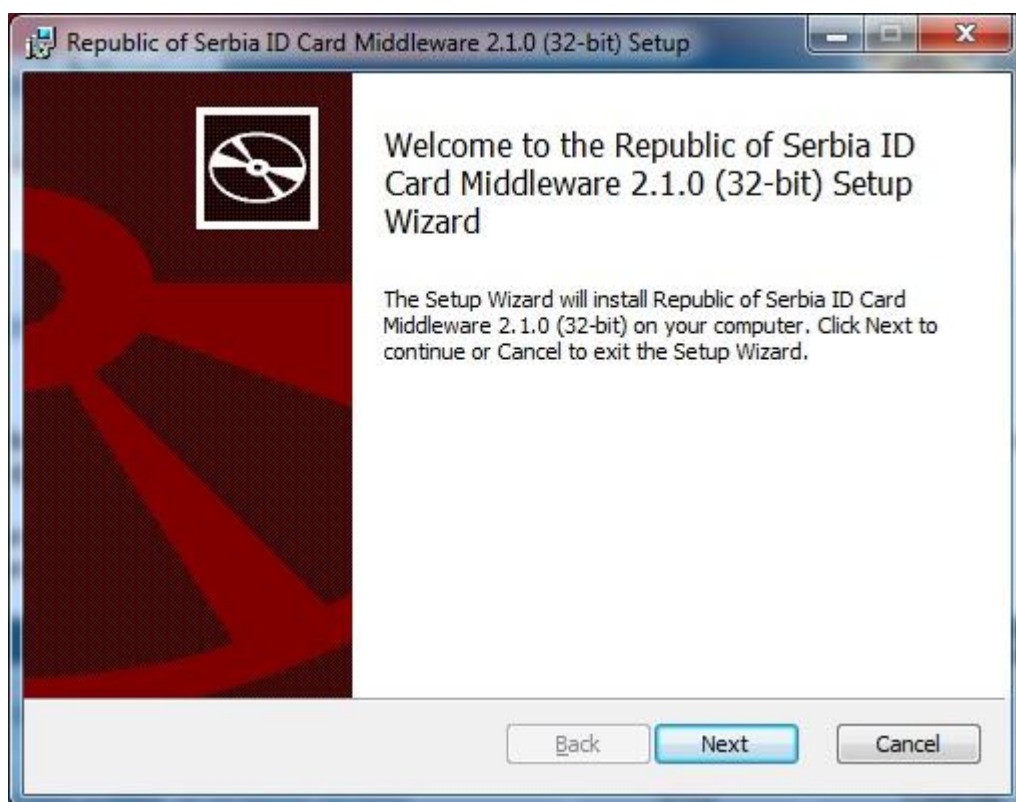 Republic of Serbia ID Card Middleware 2.1.0 (32-bit) Setup
Welcome to the Republic of Serbia ID
Card Middleware 2.1.0 (32-bit) Setup
Wizard
The Setup Wizard will install Republic of Serbia ID Card
Middleware 2.1.0 (32-bit) on your computer. Click Next to
continue or Cancel to exit the Setup Wizard.
Back Next Cancel